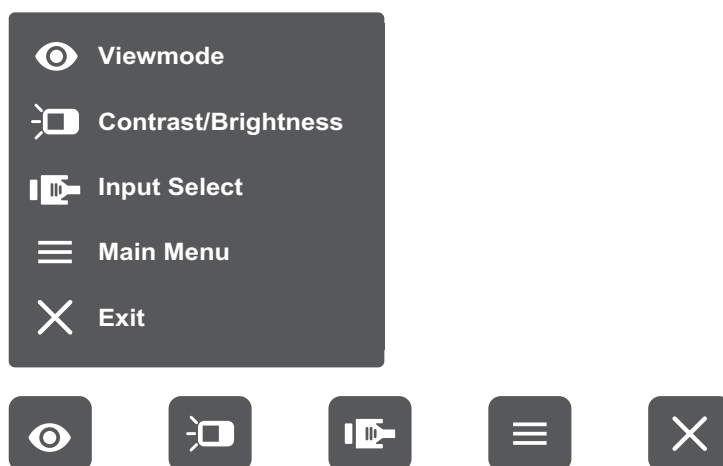 Viewmode
Contrast/Brightness
Input Select
Main Menu
Exit